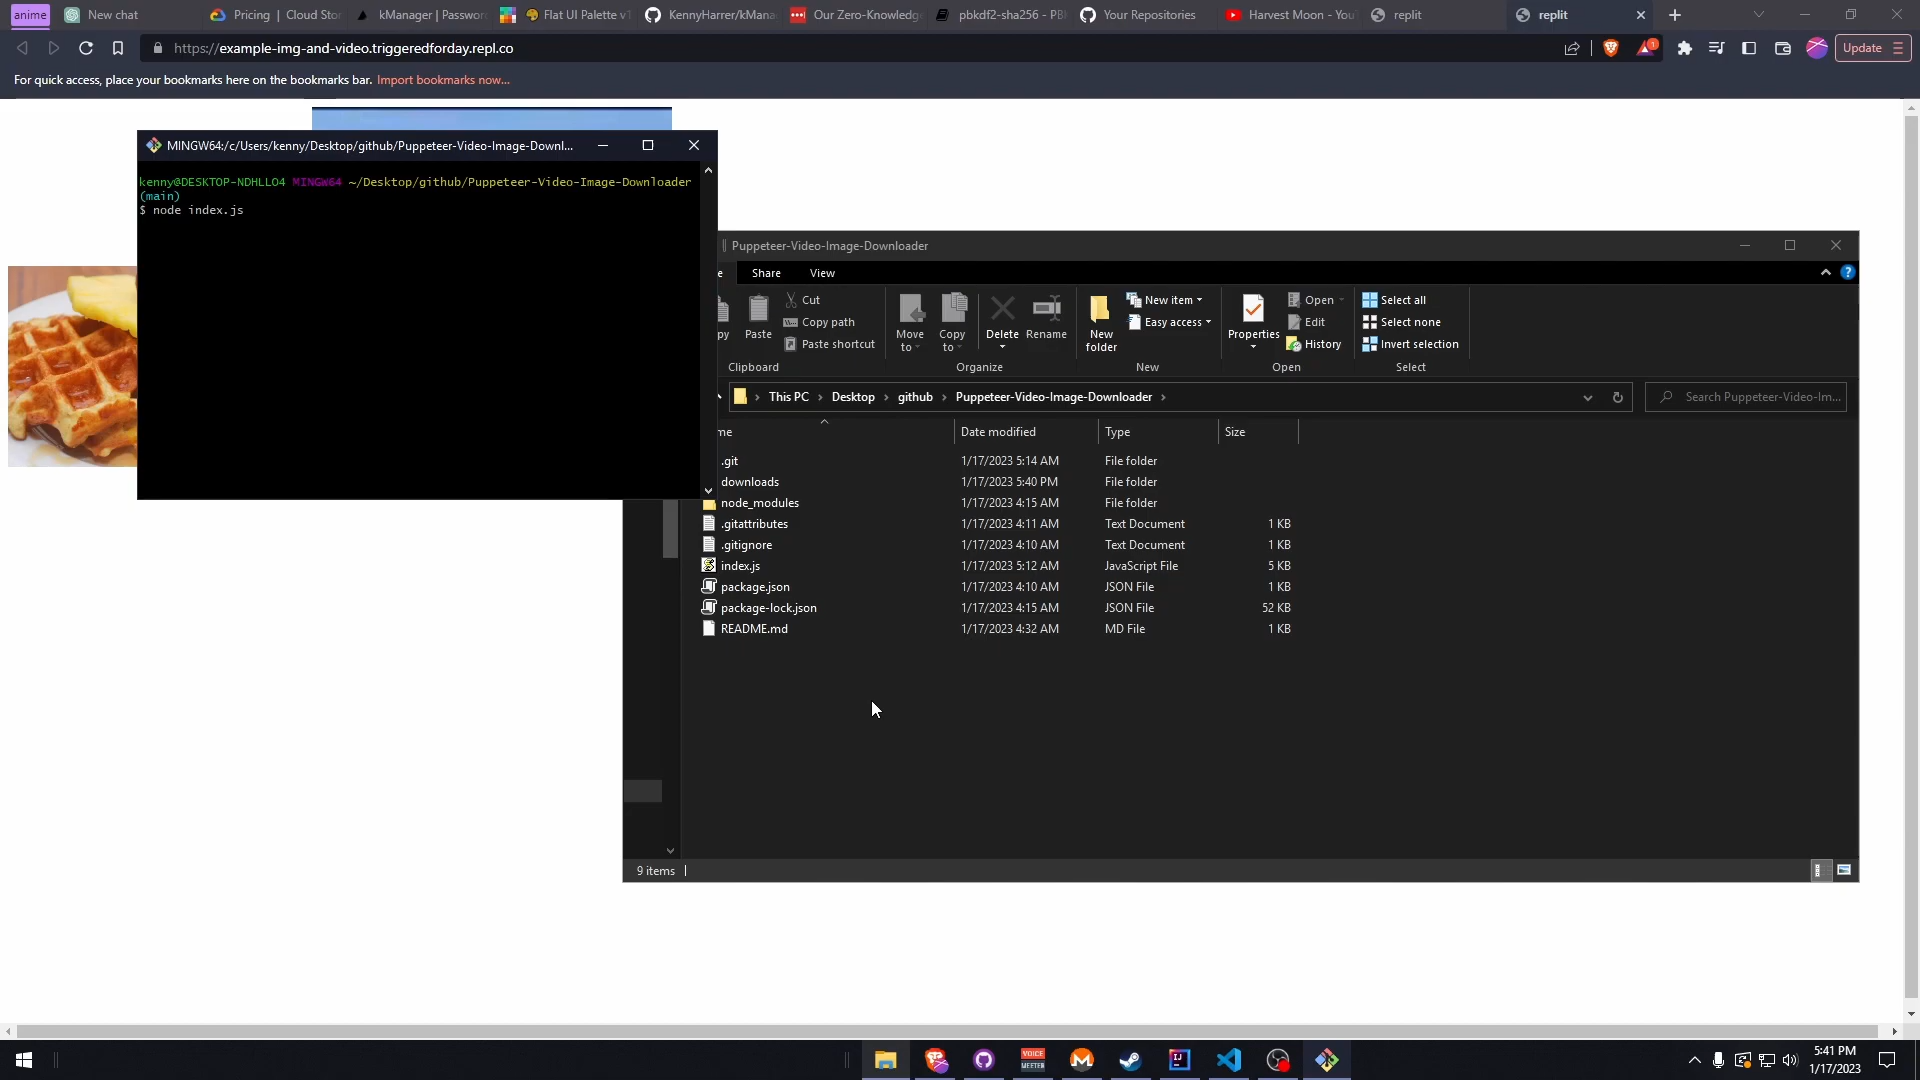 anime
New chat
Pricing | Cloud Stor
kManager | Passwor
Flat UI Palette v1
KennyHarrer/kMana
Our Zero-Knowledg
pbkdf2-sha256 - PB
Your Repositories
Harvest Moon - You
replit
replit
https://example-img-and-video.triggeredforday.repl.co
1
Update
For quick access, place your bookmarks here on the bookmarks bar. Import bookmarks now...
MINGW64:/c/Users/kenny/Desktop/github/Puppeteer-Video-Image-Downl...
kenny@DESKTOP-NDHLLO4 MINGW64 ~/Desktop/github/Puppeteer-Video-Image-Downloader
(main)
$ node index.js
Puppeteer-Video-Image-Downloader
e
Share
View
py
Paste
Cut
Copy path
Paste shortcut
Clipboard
Move to
Copy to
Delete
Rename
Organize
New folder
New item
Easy access
New
Properties
Open
Edit
History
Open
Select all
Select none
Invert selection
Select
This PC > Desktop > github > Puppeteer-Video-Image-Downloader >
Search Puppeteer-Video-Im...
me Date modified Type Size
.git 1/17/2023 5:14 AM File folder
downloads 1/17/2023 5:40 PM File folder
node_modules 1/17/2023 4:15 AM File folder
.gitattributes 1/17/2023 4:11 AM Text Document 1 KB
.gitignore 1/17/2023 4:10 AM Text Document 1 KB
index.js 1/17/2023 5:12 AM JavaScript File 5 KB
package.json 1/17/2023 4:10 AM JSON File 1 KB
package-lock.json 1/17/2023 4:15 AM JSON File 52 KB
README.md 1/17/2023 4:32 AM MD File 1 KB
9 items
VOICE
MEETER
IJ
5:41 PM
1/17/2023